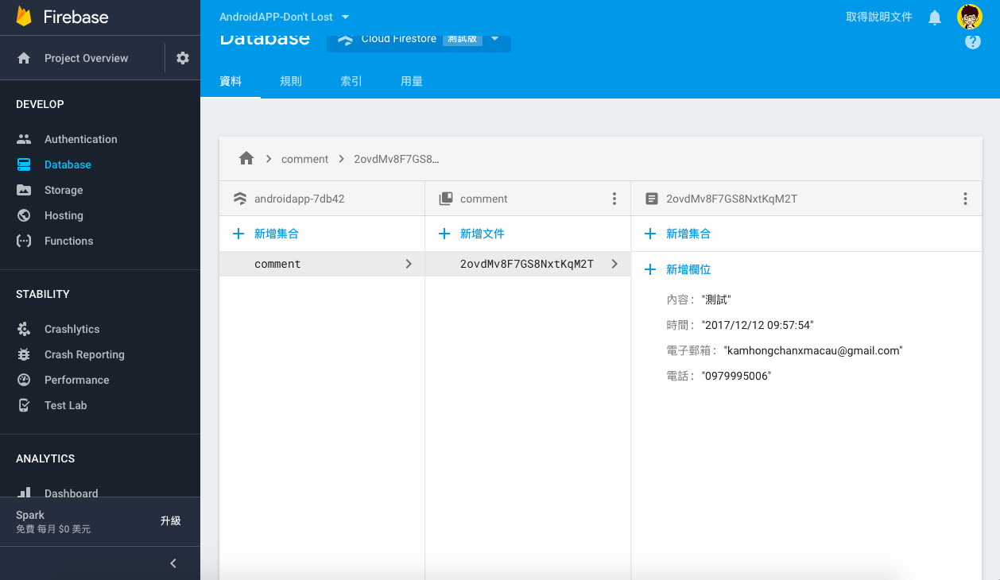 Firebase
Project Overview
DEVELOP
Authentication
Database
Storage
Hosting
Functions
STABILITY
Crashlytics
Crash Reporting
Performance
Test Lab
ANALYTICS
Dashboard
Spark
免費 每月 $0 美元
升級
AndroidAPP-Don't Lost
取得說明文件
Database
Cloud Firestore 測試版
?
資料 規則 索引 用量
comment 2ovdMv8F7GS8...
androidapp-7db42
新增集合
comment
comment
新增文件
2ovdMv8F7GS8NxtKqM2T
2ovdMv8F7GS8NxtKqM2T
新增集合
新增欄位
內容： "測試"
時間： "2017/12/12 09:57:54"
電子郵箱： "kamhongchanxmacau@gmail.com"
電話： "0979995006"